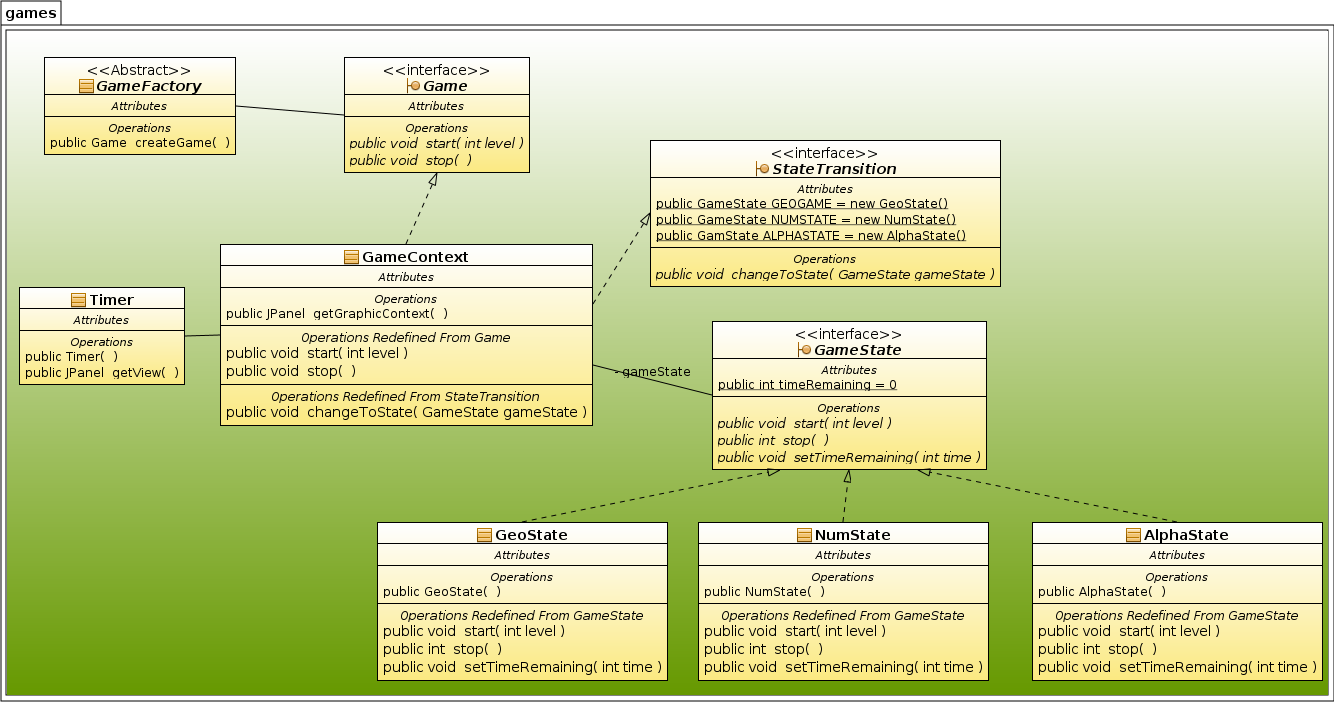 games
<<Abstract>>
GameFactory
Attributes
Operations
public Game createGame( )
<<interface>>
Game
Attributes
Operations
public void start( int level )
public void stop( )
<<interface>>
StateTransition
Attributes
public GameState GEOGAME = new GeoState()
public GameState NUMSTATE = new NumState()
public GamState ALPHASTATE = new AlphaState()
Operations
public void changeToState( GameState gameState )
GameContext
Attributes
Operations
public JPanel getGraphicContext( )
Operations Redefined From Game
public void start( int level )
public void stop( )
Operations Redefined From StateTransition
public void changeToState( GameState gameState )
Timer
Attributes
Operations
public Timer( )
public JPanel getView( )
- gameState
<<interface>>
GameState
Attributes
public int timeRemaining = 0
Operations
public void start( int level )
public int stop( )
public void setTimeRemaining( int time )
GeoState
Attributes
Operations
public GeoState( )
Operations Redefined From GameState
public void start( int level )
public int stop( )
public void setTimeRemaining( int time )
NumState
Attributes
Operations
public NumState( )
Operations Redefined From GameState
public void start( int level )
public int stop( )
public void setTimeRemaining( int time )
AlphaState
Attributes
Operations
public AlphaState( )
Operations Redefined From GameState
public void start( int level )
public int stop( )
public void setTimeRemaining( int time )